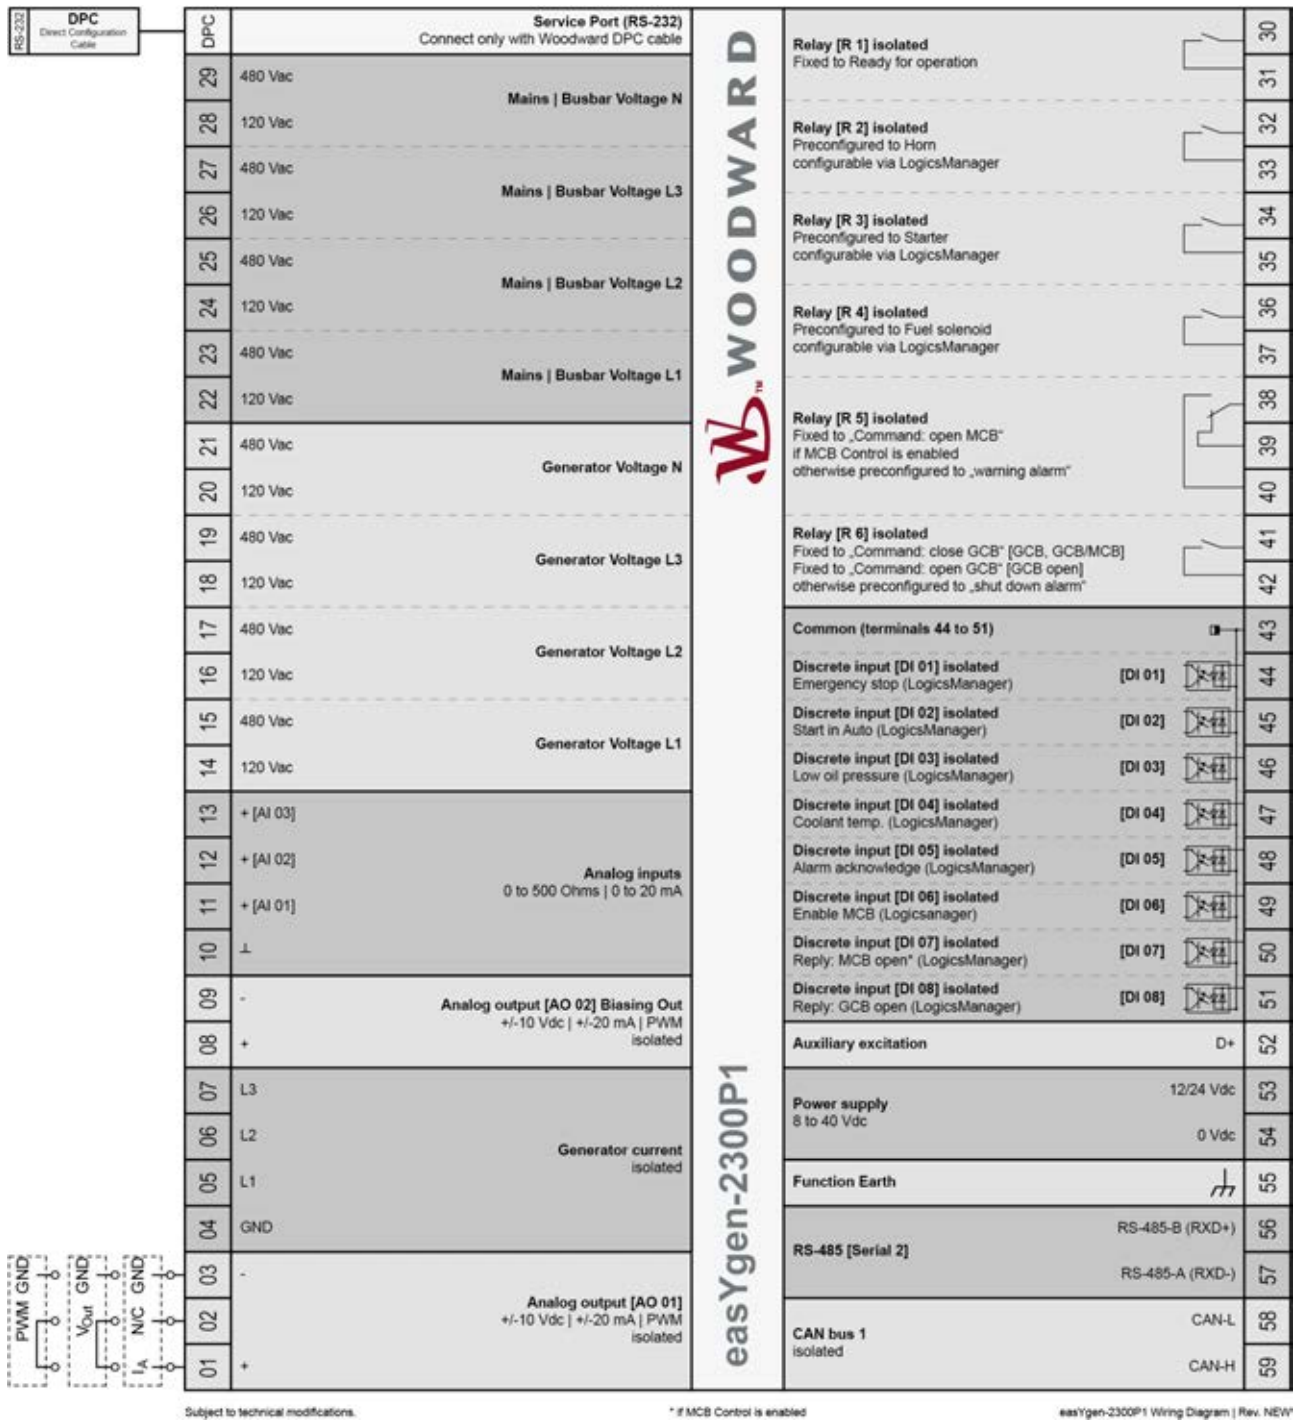 RS-232
DPC
Direct Configuration
Cable
DPC
Service Port (RS-232)
Connect only with Woodward DPC cable
29
480 Vac
Mains | Busbar Voltage N
28
120 Vac
27
480 Vac
Mains | Busbar Voltage L3
26
120 Vac
25
480 Vac
Mains | Busbar Voltage L2
24
120 Vac
23
480 Vac
Mains | Busbar Voltage L1
22
120 Vac
21
480 Vac
Generator Voltage N
20
120 Vac
19
480 Vac
Generator Voltage L3
18
120 Vac
17
480 Vac
Generator Voltage L2
16
120 Vac
15
480 Vac
Generator Voltage L1
14
120 Vac
13
+ [AI 03]
12
+ [AI 02]
Analog inputs
0 to 500 Ohms | 0 to 20 mA
11
+ [AI 01]
10
⊥
09
-
Analog output [AO 02] Biasing Out
+/-10 Vdc | +/-20 mA | PWM
isolated
08
+
07
L3
06
L2
Generator current
isolated
05
L1
04
GND
03
-
Analog output [AO 01]
+/-10 Vdc | +/-20 mA | PWM
isolated
02
01
+
PWM GND
VOut GND
IA N/C GND
WOODWARD
W
TM
easYgen-2300P1
Relay [R 1] isolated
Fixed to Ready for operation
30
31
Relay [R 2] isolated
Preconfigured to Horn
configurable via LogicsManager
32
33
Relay [R 3] isolated
Preconfigured to Starter
configurable via LogicsManager
34
35
Relay [R 4] isolated
Preconfigured to Fuel solenoid
configurable via LogicsManager
36
37
Relay [R 5] isolated
Fixed to „Command: open MCB“
if MCB Control is enabled
otherwise preconfigured to „warning alarm“
38
39
40
Relay [R 6] isolated
Fixed to „Command: close GCB“ [GCB, GCB/MCB]
Fixed to „Command: open GCB“ [GCB open]
otherwise preconfigured to „shut down alarm“
41
42
Common (terminals 44 to 51)
43
Discrete input [DI 01] isolated
Emergency stop (LogicsManager)
[DI 01]
44
Discrete input [DI 02] isolated
Start in Auto (LogicsManager)
[DI 02]
45
Discrete input [DI 03] isolated
Low oil pressure (LogicsManager)
[DI 03]
46
Discrete input [DI 04] isolated
Coolant temp. (LogicsManager)
[DI 04]
47
Discrete input [DI 05] isolated
Alarm acknowledge (LogicsManager)
[DI 05]
48
Discrete input [DI 06] isolated
Enable MCB (Logicsanager)
[DI 06]
49
Discrete input [DI 07] isolated
Reply: MCB open* (LogicsManager)
[DI 07]
50
Discrete input [DI 08] isolated
Reply: GCB open (LogicsManager)
[DI 08]
51
Auxiliary excitation
D+
52
Power supply
8 to 40 Vdc
12/24 Vdc
53
0 Vdc
54
Function Earth
55
RS-485 [Serial 2]
RS-485-B (RXD+)
56
RS-485-A (RXD-)
57
CAN bus 1
isolated
CAN-L
58
CAN-H
59
Subject to technical modifications.
* if MCB Control is enabled
easYgen-2300P1 Wiring Diagram | Rev. NEW*